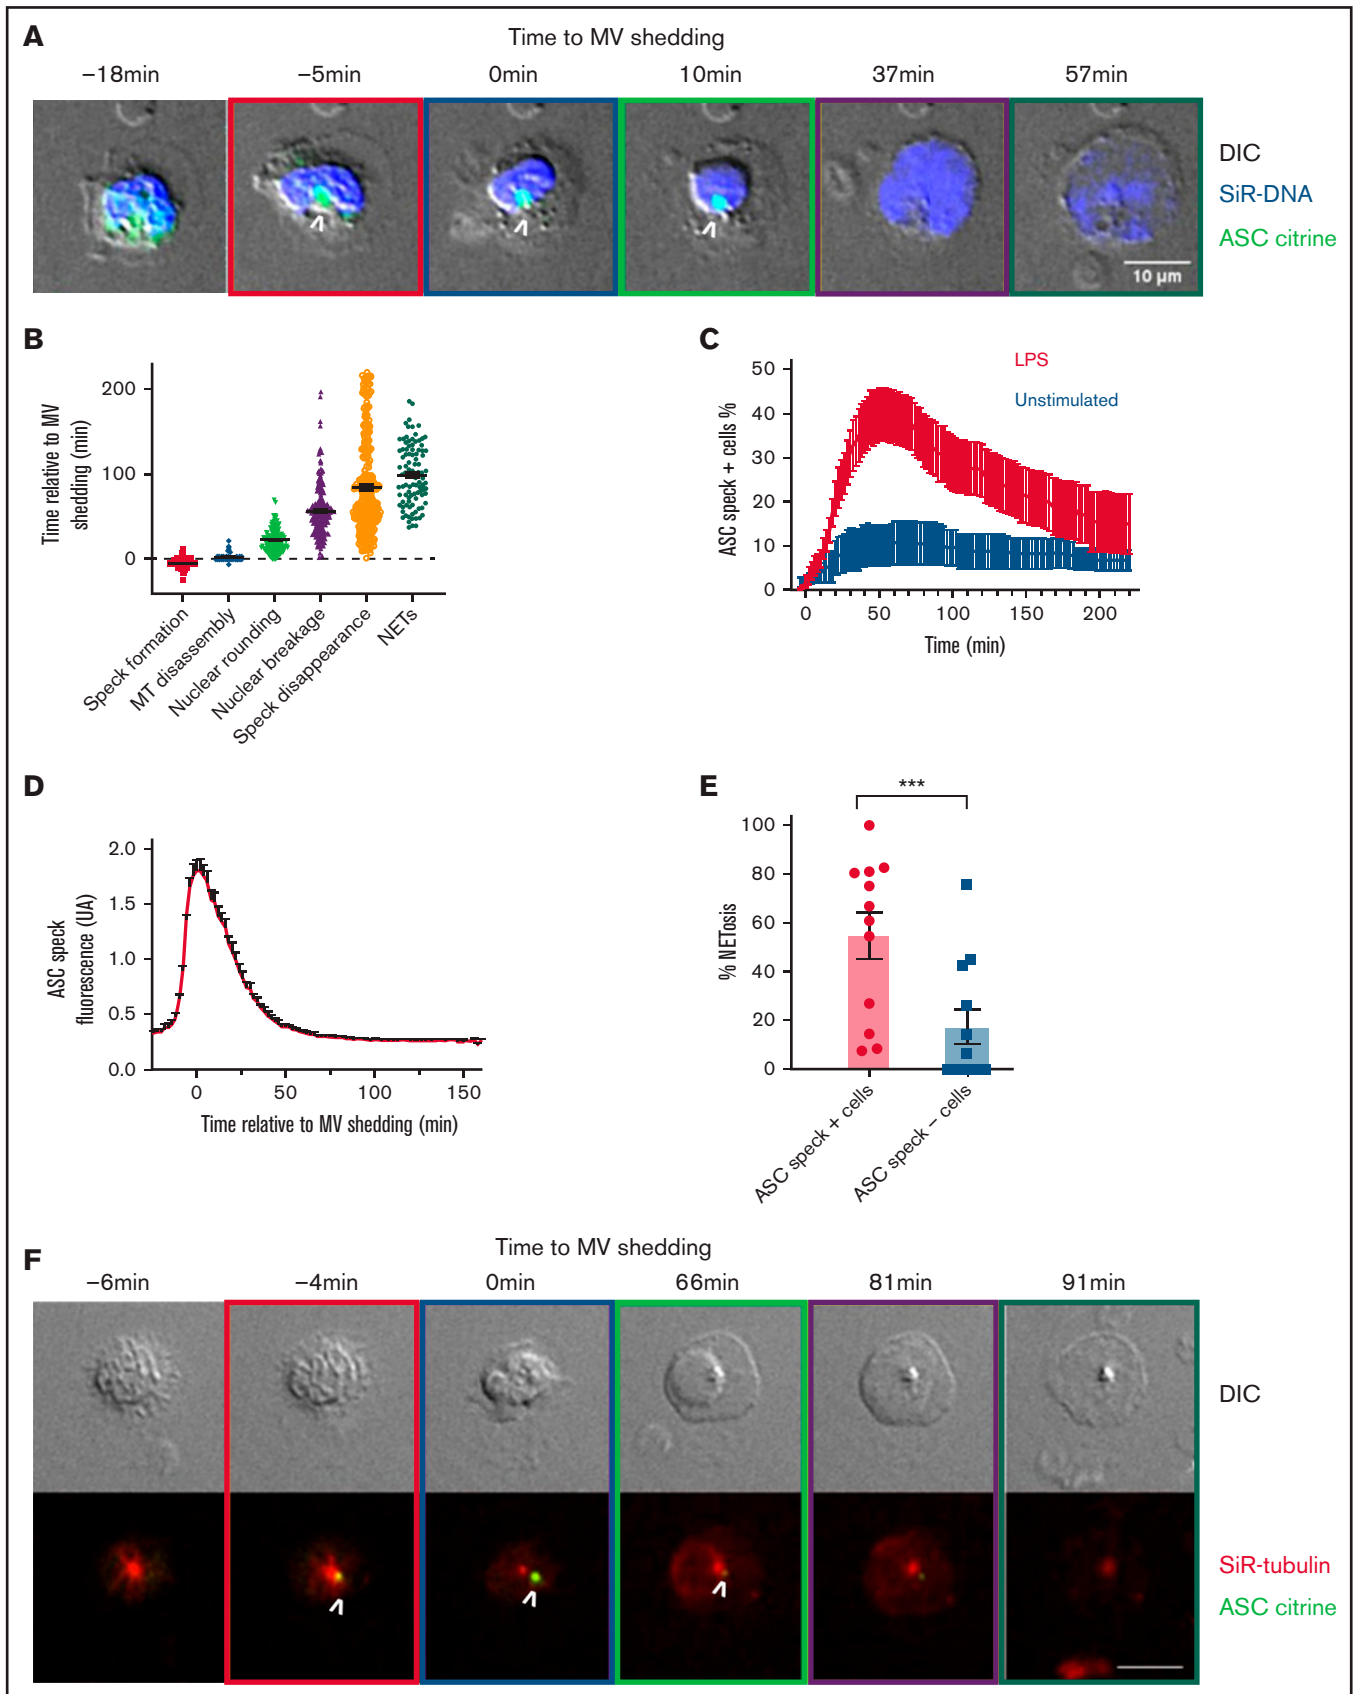 A
Time to MV shedding
−18min −5min 0min 10min 37min 57min
DIC
SiR-DNA
ASC citrine
10 µm
B
Time relative to MV
shedding (min)
200
100
0
Speck formation
MT disassembly
Nuclear rounding
Nuclear breakage
Speck disappearance
NETs
C
ASC speck + cells %
50
40
30
20
10
0
LPS
Unstimulated
0 50 100 150 200
Time (min)
D
ASC speck
fluorescence (UA)
2.0
1.5
1.0
0.5
0.0
0 50 100 150
Time relative to MV shedding (min)
E
***
% NETosis
100
80
60
40
20
0
ASC speck + cells
ASC speck − cells
F
Time to MV shedding
−6min −4min 0min 66min 81min 91min
DIC
SiR-tubulin
ASC citrine